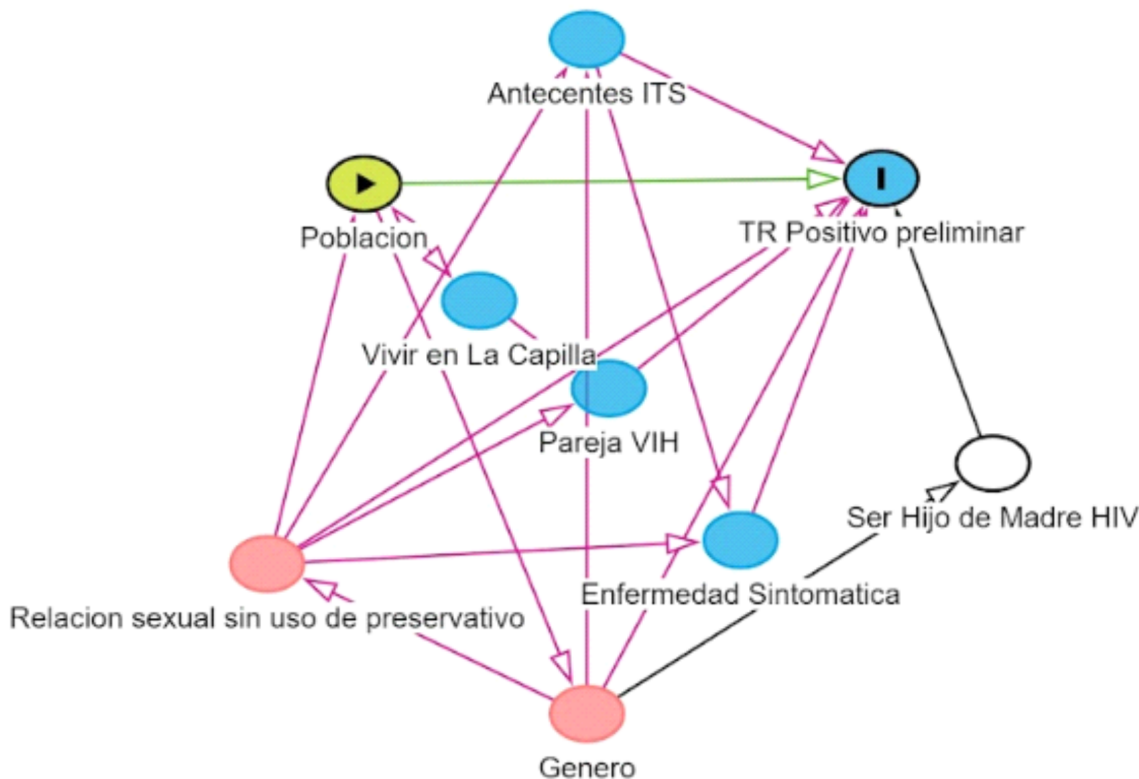 Antecentes ITS
Poblacion
TR Positivo preliminar
Vivir en La Capilla
Pareja VIH
Ser Hijo de Madre HIV
Enfermedad Sintomatica
Relacion sexual sin uso de preservativo
Genero